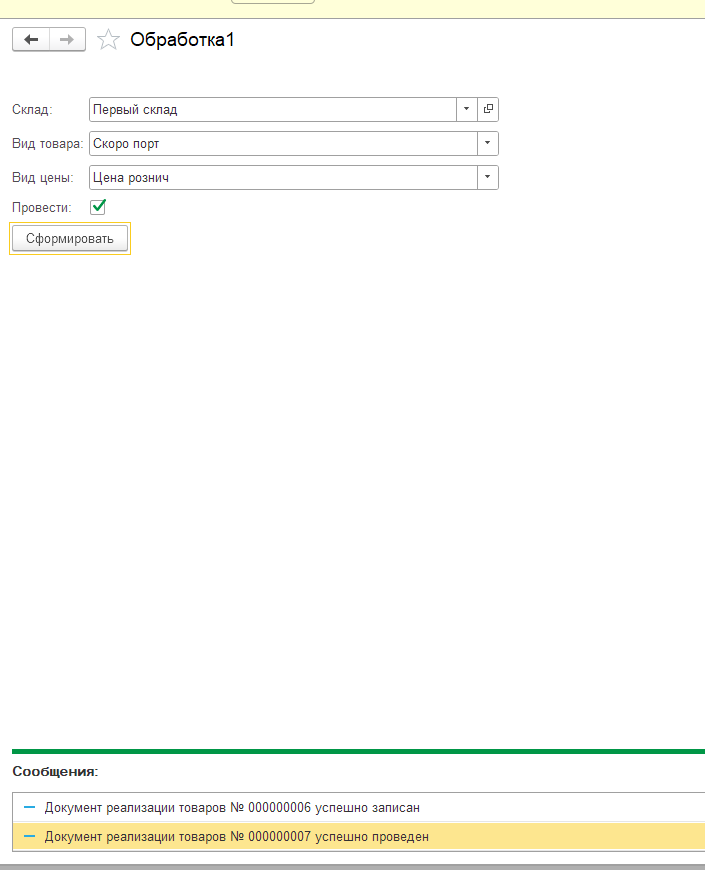 Обработка1
Склад: Первый склад
Вид товара: Скоро порт
Вид цены: Цена рознич
Провести:
Сформировать
Сообщения:
Документ реализации товаров № 000000006 успешно записан
Документ реализации товаров № 000000007 успешно проведен